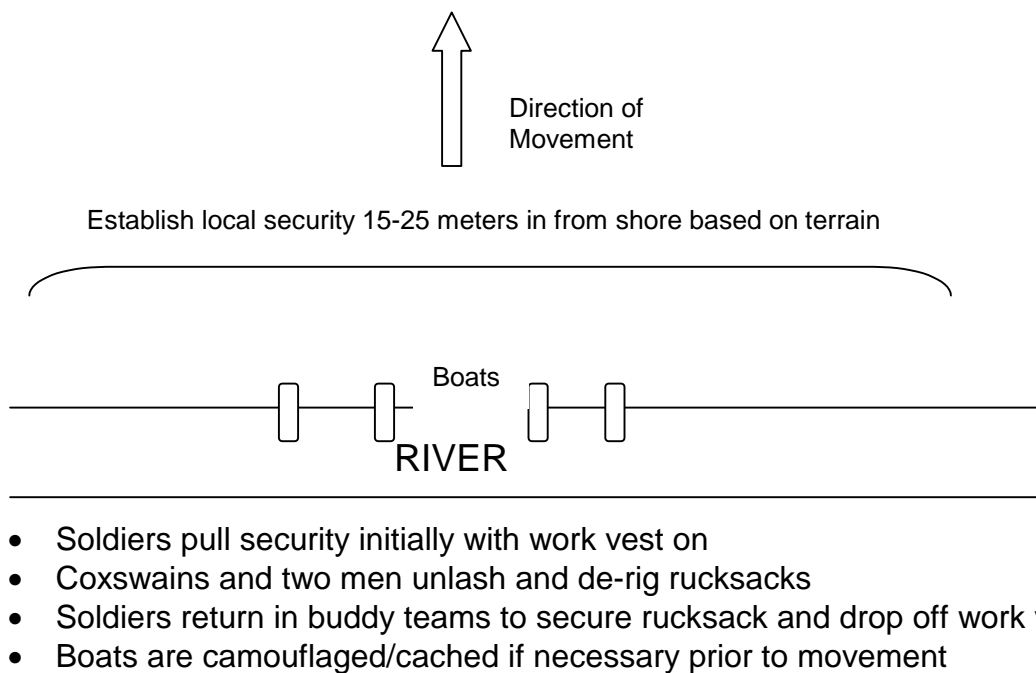 Direction of
Movement
Establish local security 15-25 meters in from shore based on terrain
Boats
RIVER
• Soldiers pull security initially with work vest on
• Coxswains and two men unlash and de-rig rucksacks
• Soldiers return in buddy teams to secure rucksack and drop off work
• Boats are camouflaged/cached if necessary prior to movement